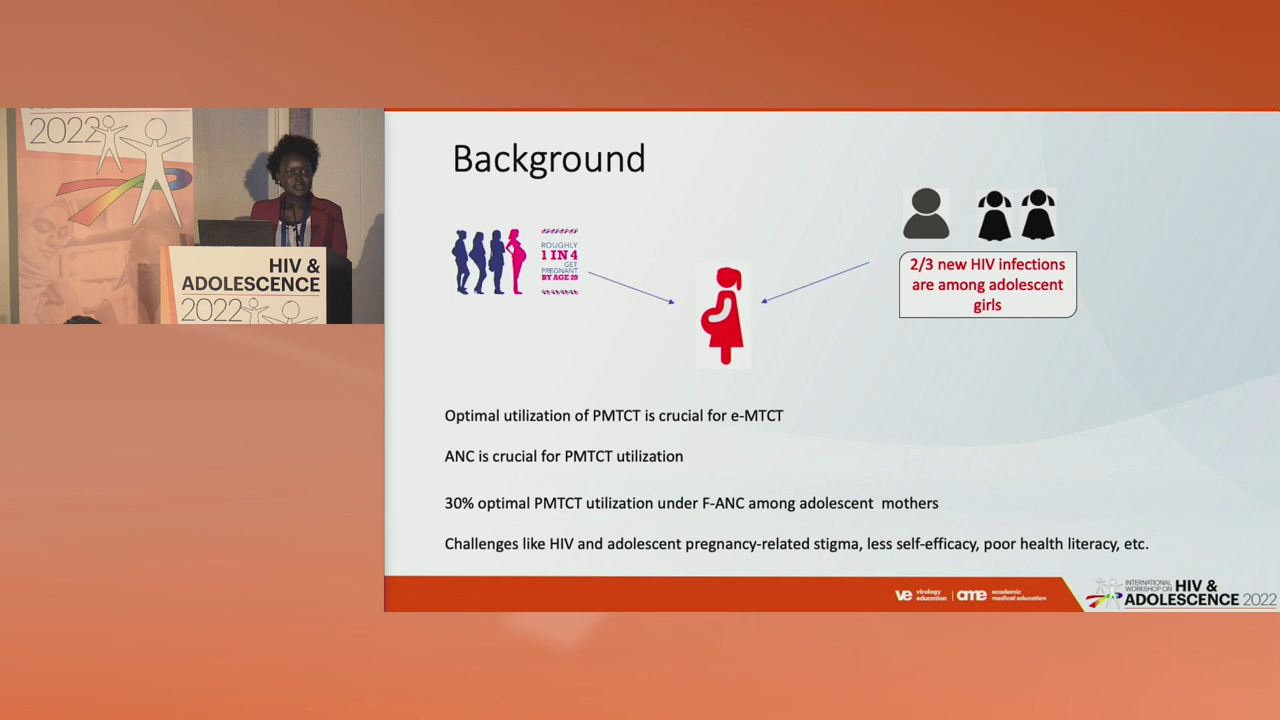 2022
HIV &
ADOLESCENCE
2022
Background
ROUGHLY
1 IN 4
GET
PREGNANT
BY AGE 20
2/3 new HIV infections
are among adolescent
girls
Optimal utilization of PMTCT is crucial for e-MTCT
ANC is crucial for PMTCT utilization
30% optimal PMTCT utilization under F-ANC among adolescent mothers
Challenges like HIV and adolescent pregnancy-related stigma, less self-efficacy, poor health literacy, etc.
ve virology education | ame academic medical education
INTERNATIONAL
WORKSHOP ON HIV &
ADOLESCENCE 2022